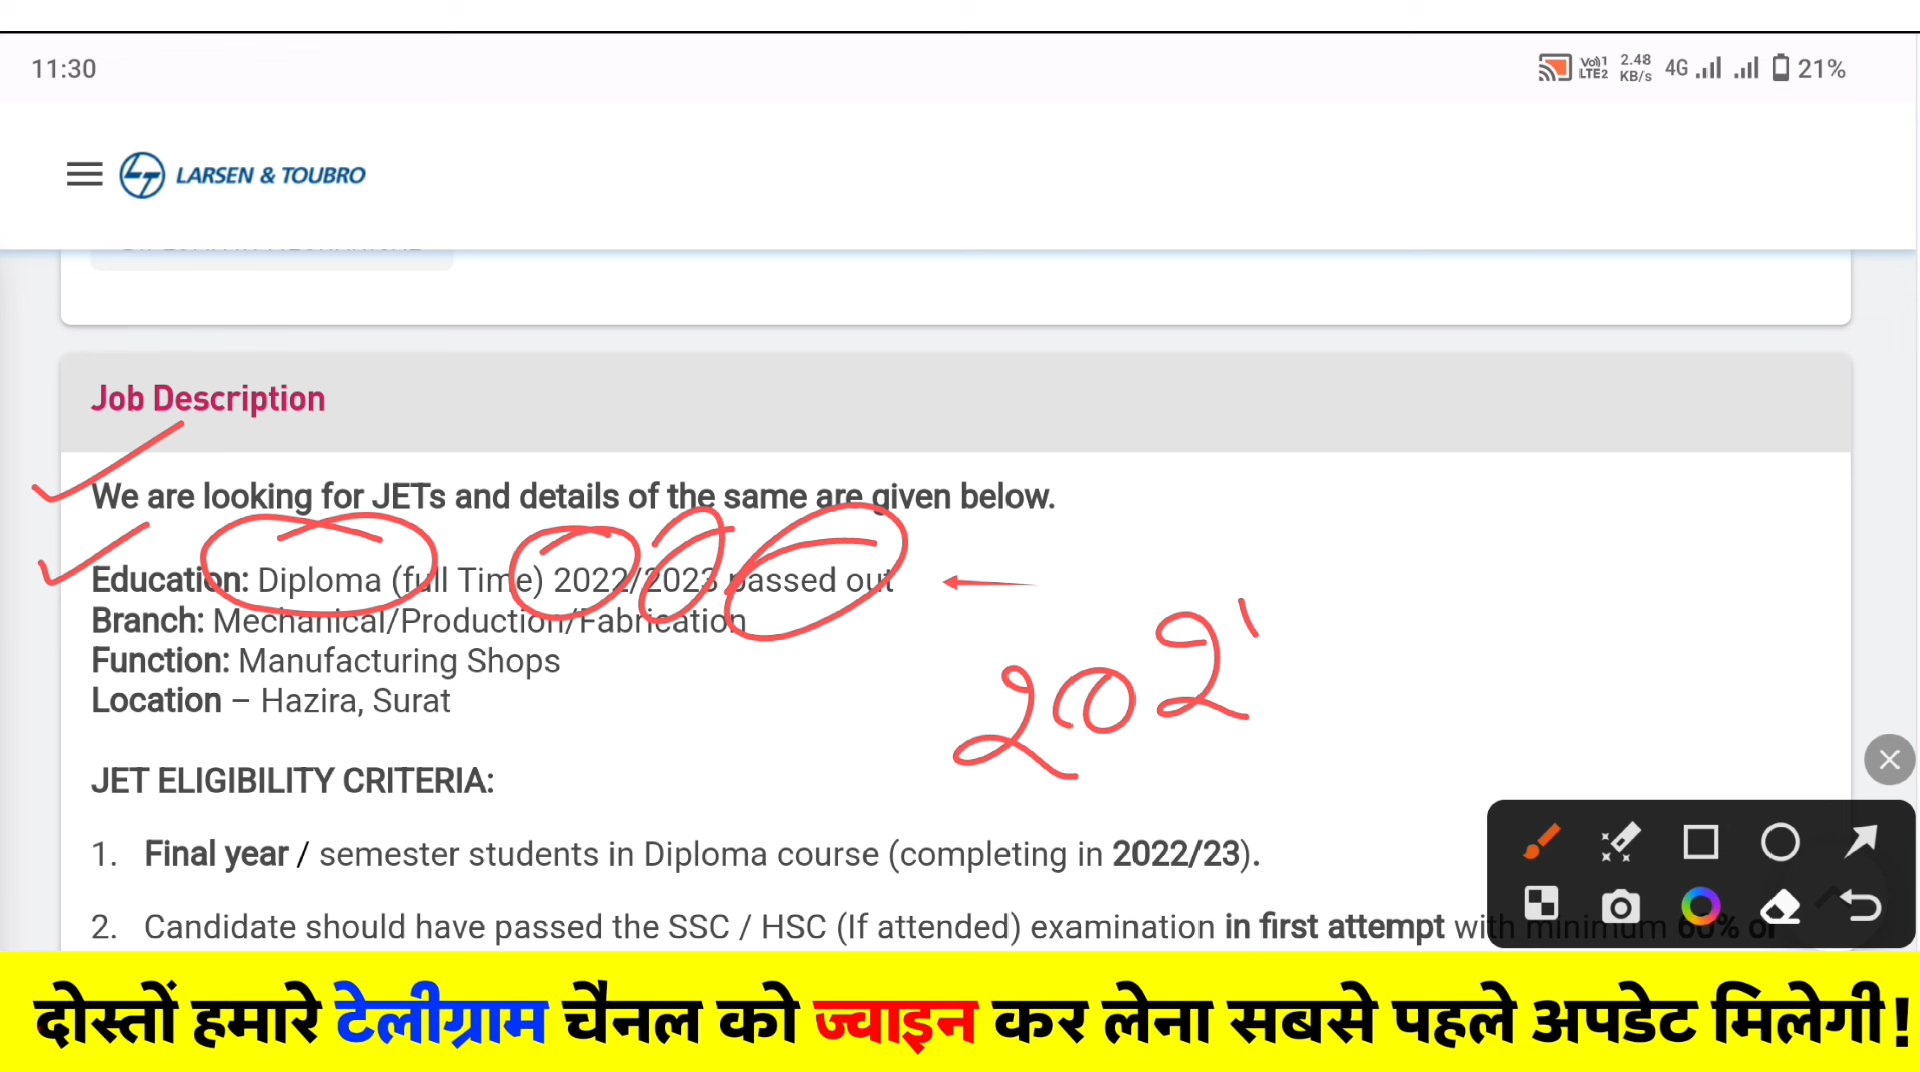 11:30
Vo)) 1 LTE2 2.48 KB/s 4G 21%
LARSEN & TOUBRO
Job Description
We are looking for JETs and details of the same are given below.
Education: Diploma (full Time) 2022/2023 passed out
Branch: Mechanical/Production/Fabrication
Function: Manufacturing Shops
Location – Hazira, Surat
202
JET ELIGIBILITY CRITERIA:
1. Final year / semester students in Diploma course (completing in 2022/23).
2. Candidate should have passed the SSC / HSC (If attended) examination in first attempt with minimum 60% of
दोस्तों हमारे टेलीग्राम चैनल को ज्वाइन कर लेना सबसे पहले अपडेट मिलेगी!